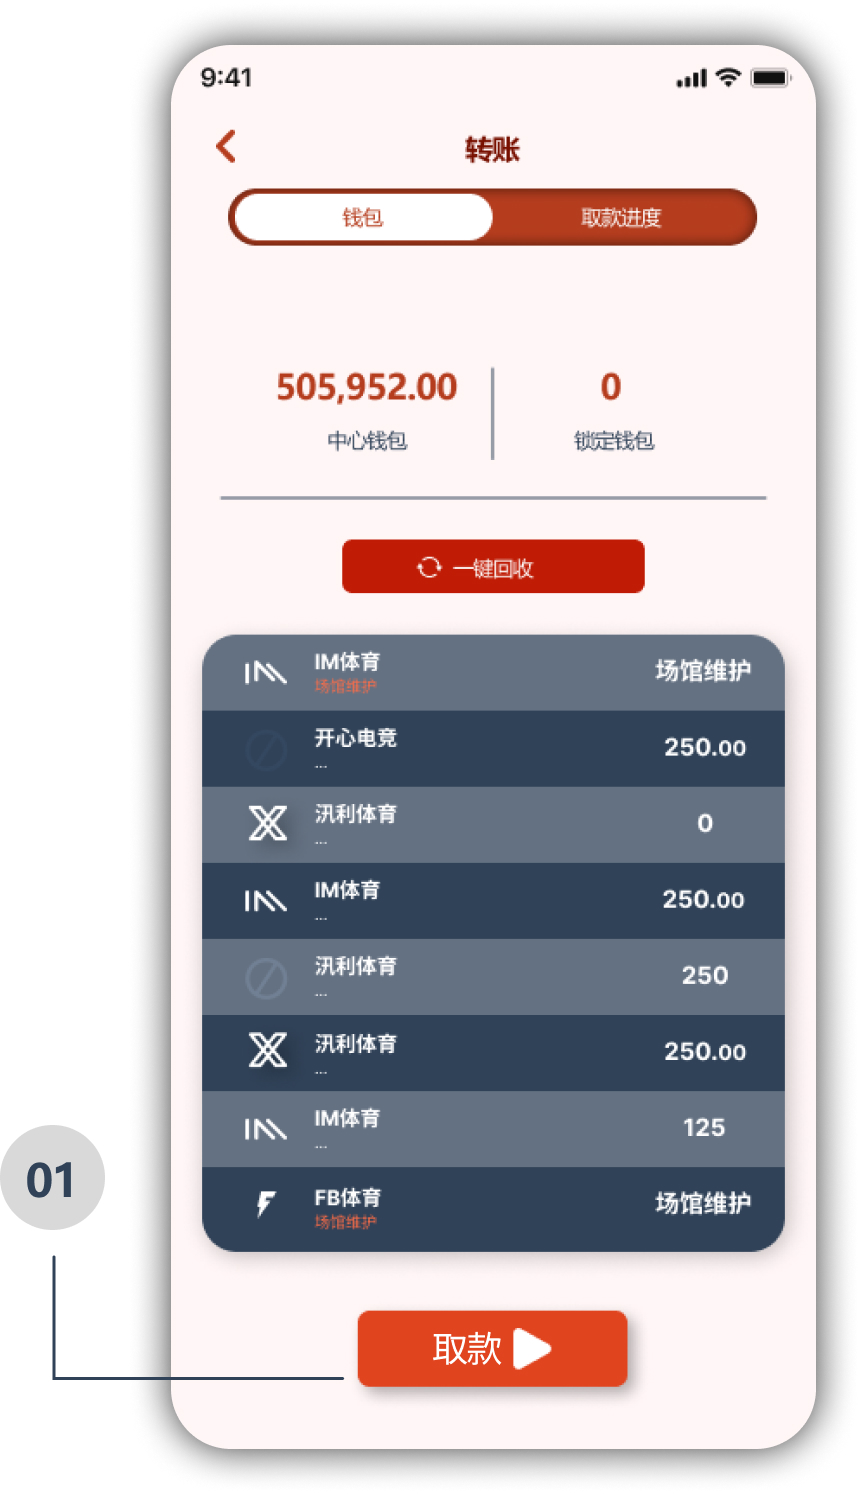 9:41
转账
钱包
取款进度
505,952.00
0
中心钱包
锁定钱包
一键回收
IM体育
场馆维护
场馆维护
开心电竞
...
250.00
汛利体育
...
0
IM体育
...
250.00
汛利体育
...
250
汛利体育
...
250.00
IM体育
...
125
FB体育
场馆维护
场馆维护
01
取款